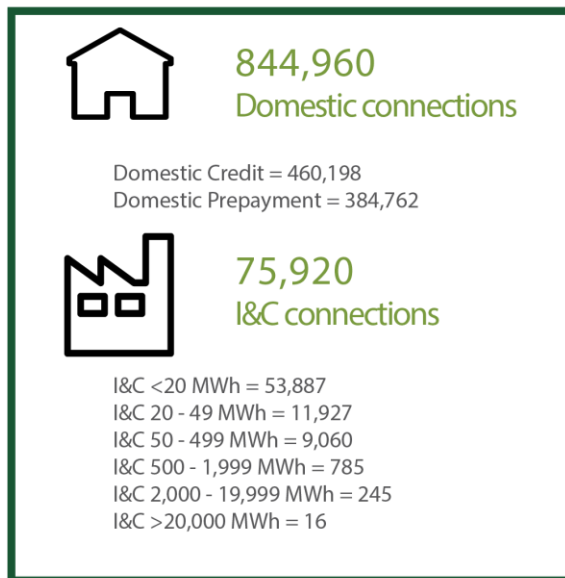 844,960
Domestic connections
Domestic Credit = 460,198
Domestic Prepayment = 384,762
75,920
I&C connections
I&C <20 MWh = 53,887
I&C 20 - 49 MWh = 11,927
I&C 50 - 499 MWh = 9,060
I&C 500 - 1,999 MWh = 785
I&C 2,000 - 19,999 MWh = 245
I&C >20,000 MWh = 16